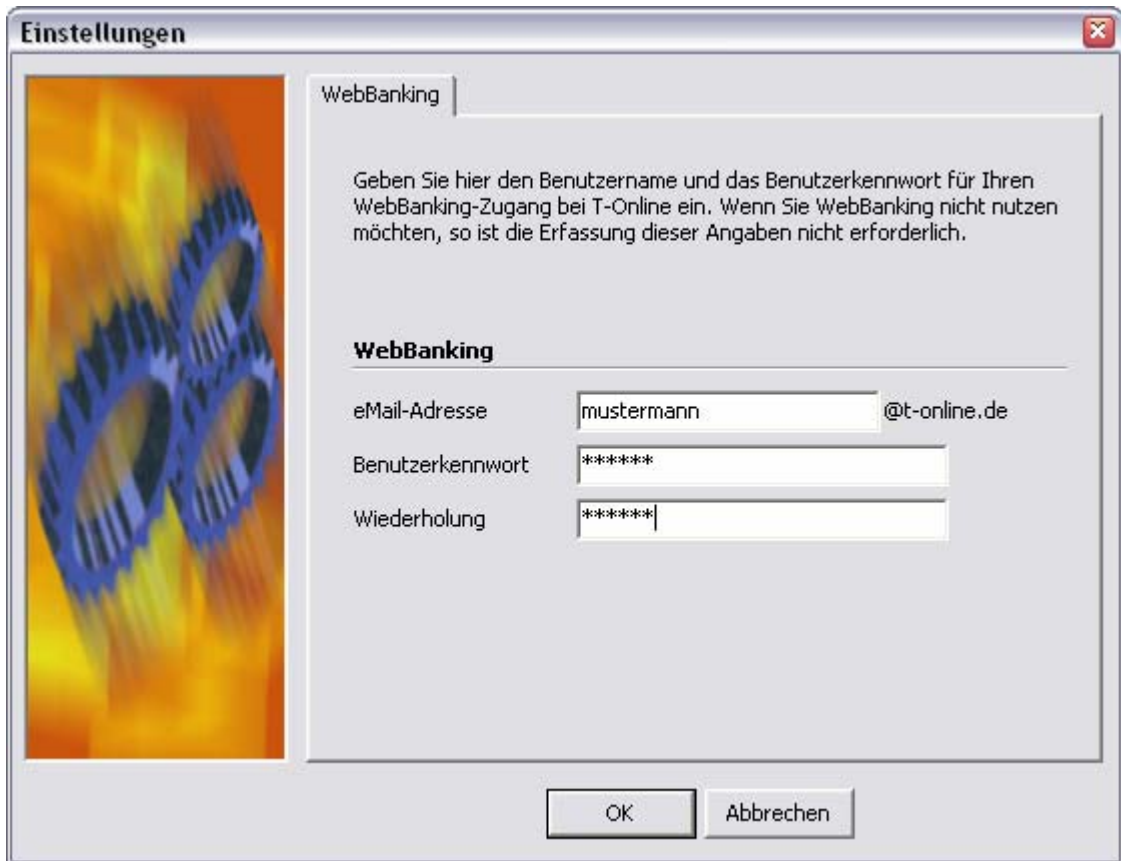 Einstellungen
WebBanking
Geben Sie hier den Benutzername und das Benutzerkennwort für Ihren
WebBanking-Zugang bei T-Online ein. Wenn Sie WebBanking nicht nutzen
möchten, so ist die Erfassung dieser Angaben nicht erforderlich.
WebBanking
eMail-Adresse mustermann @t-online.de
Benutzerkennwort ******
Wiederholung ******
OK Abbrechen